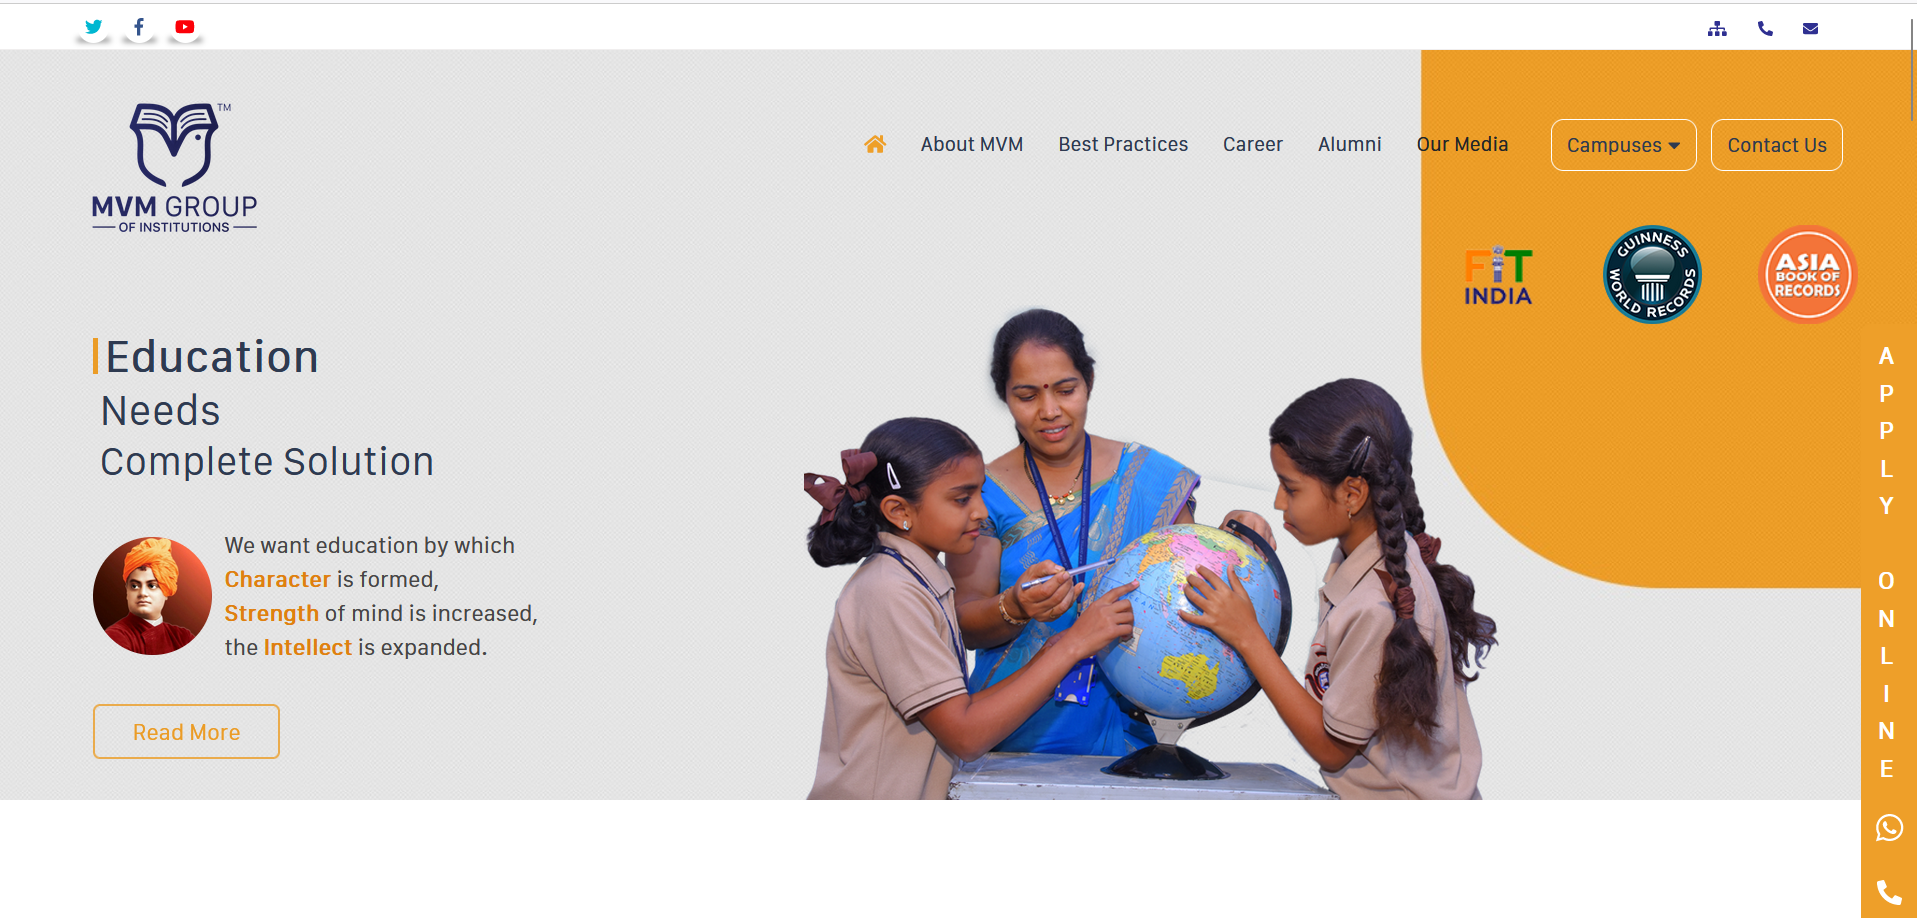 TM
MVM GROUP
OF INSTITUTIONS
About MVM
Best Practices
Career
Alumni
Our Media
Campuses
Contact Us
FIT
INDIA
GUINNESS
WORLD RECORDS
ASIA
BOOK OF
RECORDS
Education
Needs
Complete Solution
We want education by which
Character is formed,
Strength of mind is increased,
the Intellect is expanded.
Read More
APPLY ONLINE